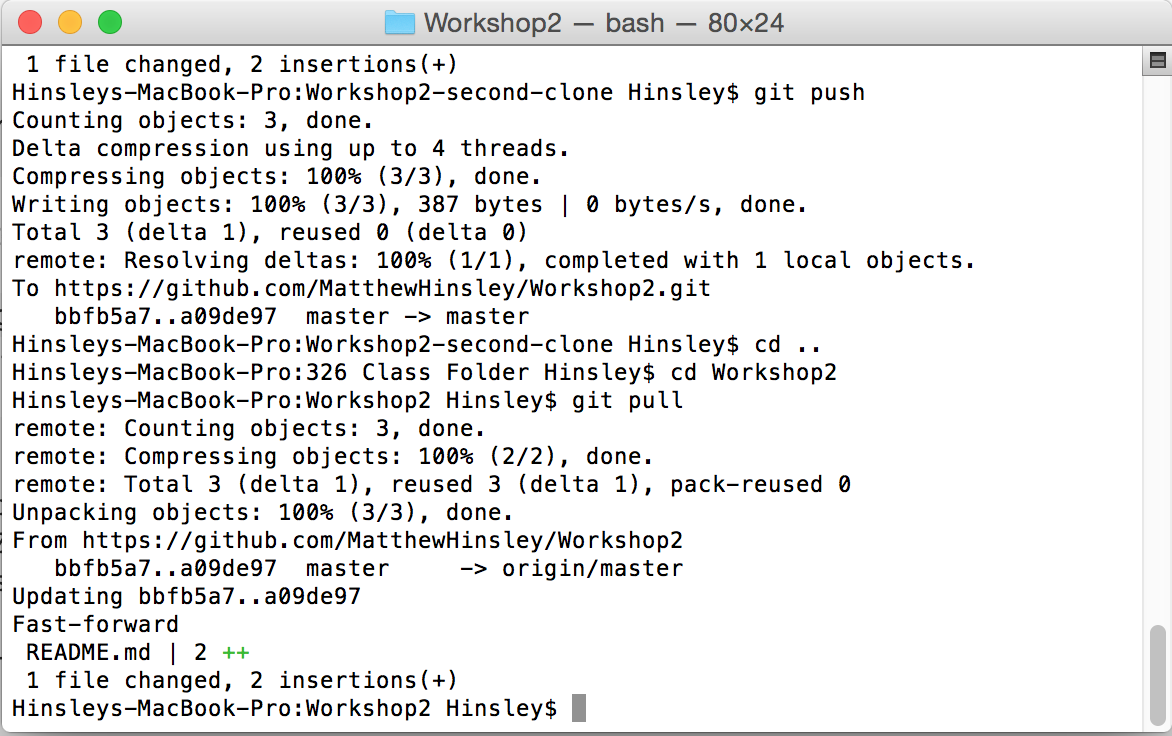 Workshop2 — bash — 80×24
 1 file changed, 2 insertions(+)
Hinsleys-MacBook-Pro:Workshop2-second-clone Hinsley$ git push
Counting objects: 3, done.
Delta compression using up to 4 threads.
Compressing objects: 100% (3/3), done.
Writing objects: 100% (3/3), 387 bytes | 0 bytes/s, done.
Total 3 (delta 1), reused 0 (delta 0)
remote: Resolving deltas: 100% (1/1), completed with 1 local objects.
To https://github.com/MatthewHinsley/Workshop2.git
   bbfb5a7..a09de97  master -> master
Hinsleys-MacBook-Pro:Workshop2-second-clone Hinsley$ cd ..
Hinsleys-MacBook-Pro:326 Class Folder Hinsley$ cd Workshop2
Hinsleys-MacBook-Pro:Workshop2 Hinsley$ git pull
remote: Counting objects: 3, done.
remote: Compressing objects: 100% (2/2), done.
remote: Total 3 (delta 1), reused 3 (delta 1), pack-reused 0
Unpacking objects: 100% (3/3), done.
From https://github.com/MatthewHinsley/Workshop2
   bbfb5a7..a09de97  master     -> origin/master
Updating bbfb5a7..a09de97
Fast-forward
 README.md | 2 ++
 1 file changed, 2 insertions(+)
Hinsleys-MacBook-Pro:Workshop2 Hinsley$